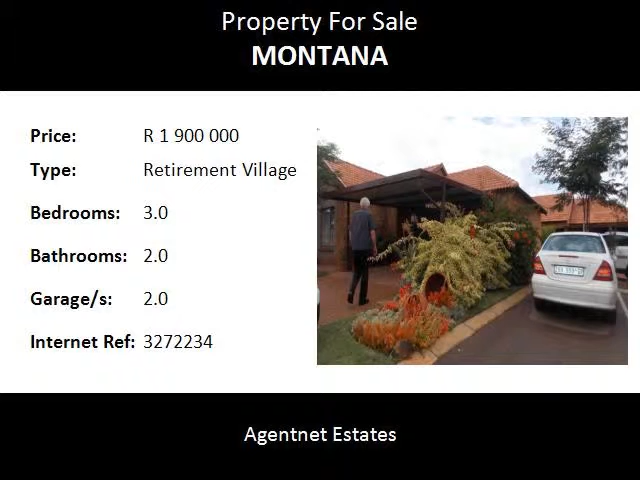 Property For Sale
MONTANA
Price: R 1 900 000
Type: Retirement Village
Bedrooms: 3.0
Bathrooms: 2.0
Garage/s: 2.0
Internet Ref: 3272234
Agentnet Estates